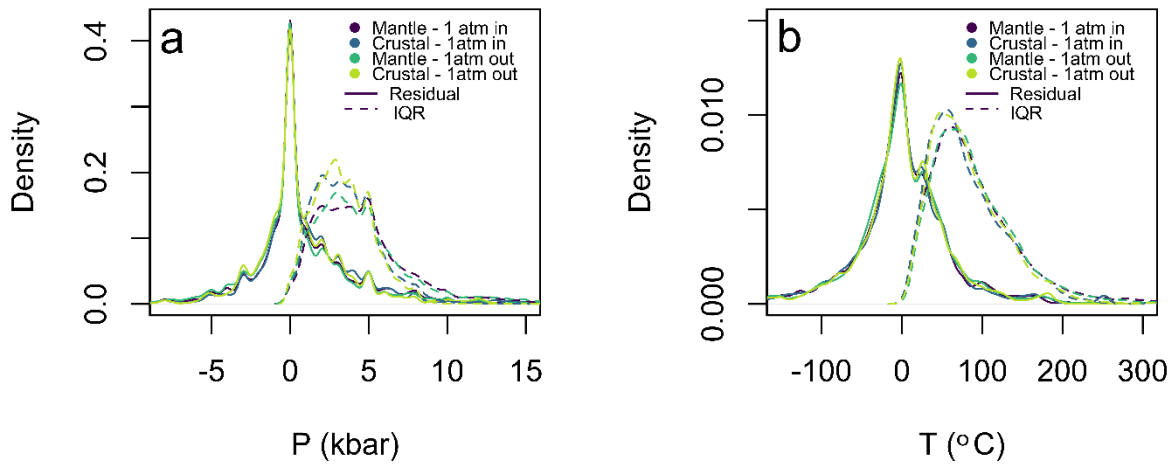 a
Mantle - 1 atm in
Crustal - 1atm in
Mantle - 1atm out
Crustal - 1atm out
Residual
IQR
Density
0.4
0.2
0.0
-5
0
5
10
15
P (kbar)
b
Mantle - 1 atm in
Crustal - 1atm in
Mantle - 1atm out
Crustal - 1atm out
Residual
IQR
Density
0.010
0.000
-100
0
100
200
300
T (°C)